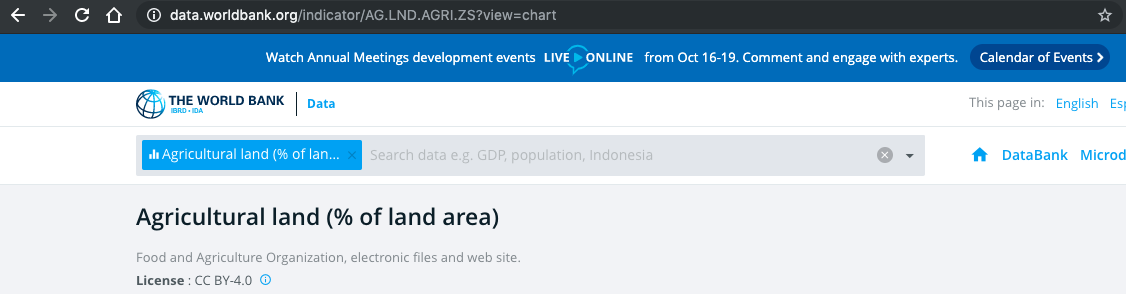 data.worldbank.org/indicator/AG.LND.AGRI.ZS?view=chart
Watch Annual Meetings development events LIVE ONLINE from Oct 16-19. Comment and engage with experts. Calendar of Events
THE WORLD BANK
IBRD • IDA
Data
This page in: English Esp
Agricultural land (% of lan... × Search data e.g. GDP, population, Indonesia
DataBank Microd
Agricultural land (% of land area)
Food and Agriculture Organization, electronic files and web site.
License : CC BY-4.0